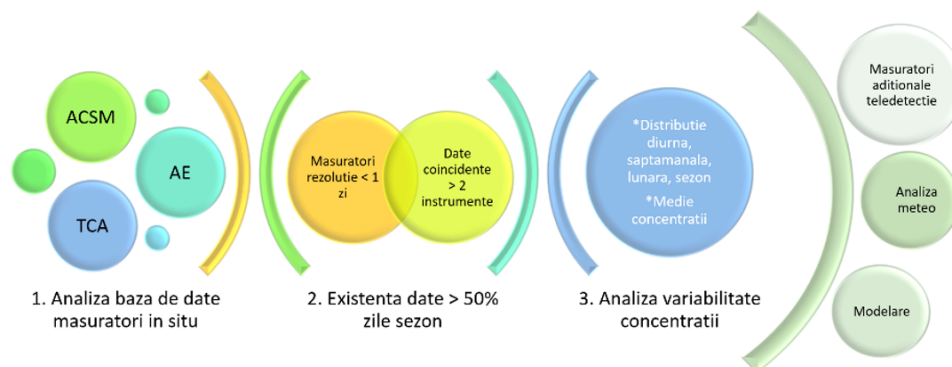 ACSM
AE
TCA
1. Analiza baza de date
masuratori in situ
Masuratori
rezolutie < 1
zi
Date
coincidente
> 2
instrumente
2. Existenta date > 50%
zile sezon
*Distributie
diurna,
saptamanala,
lunara, sezon
*Medie
concentratii
3. Analiza variabilitate
concentratii
Masuratori
aditionale
teledetectie
Analiza
meteo
Modelare